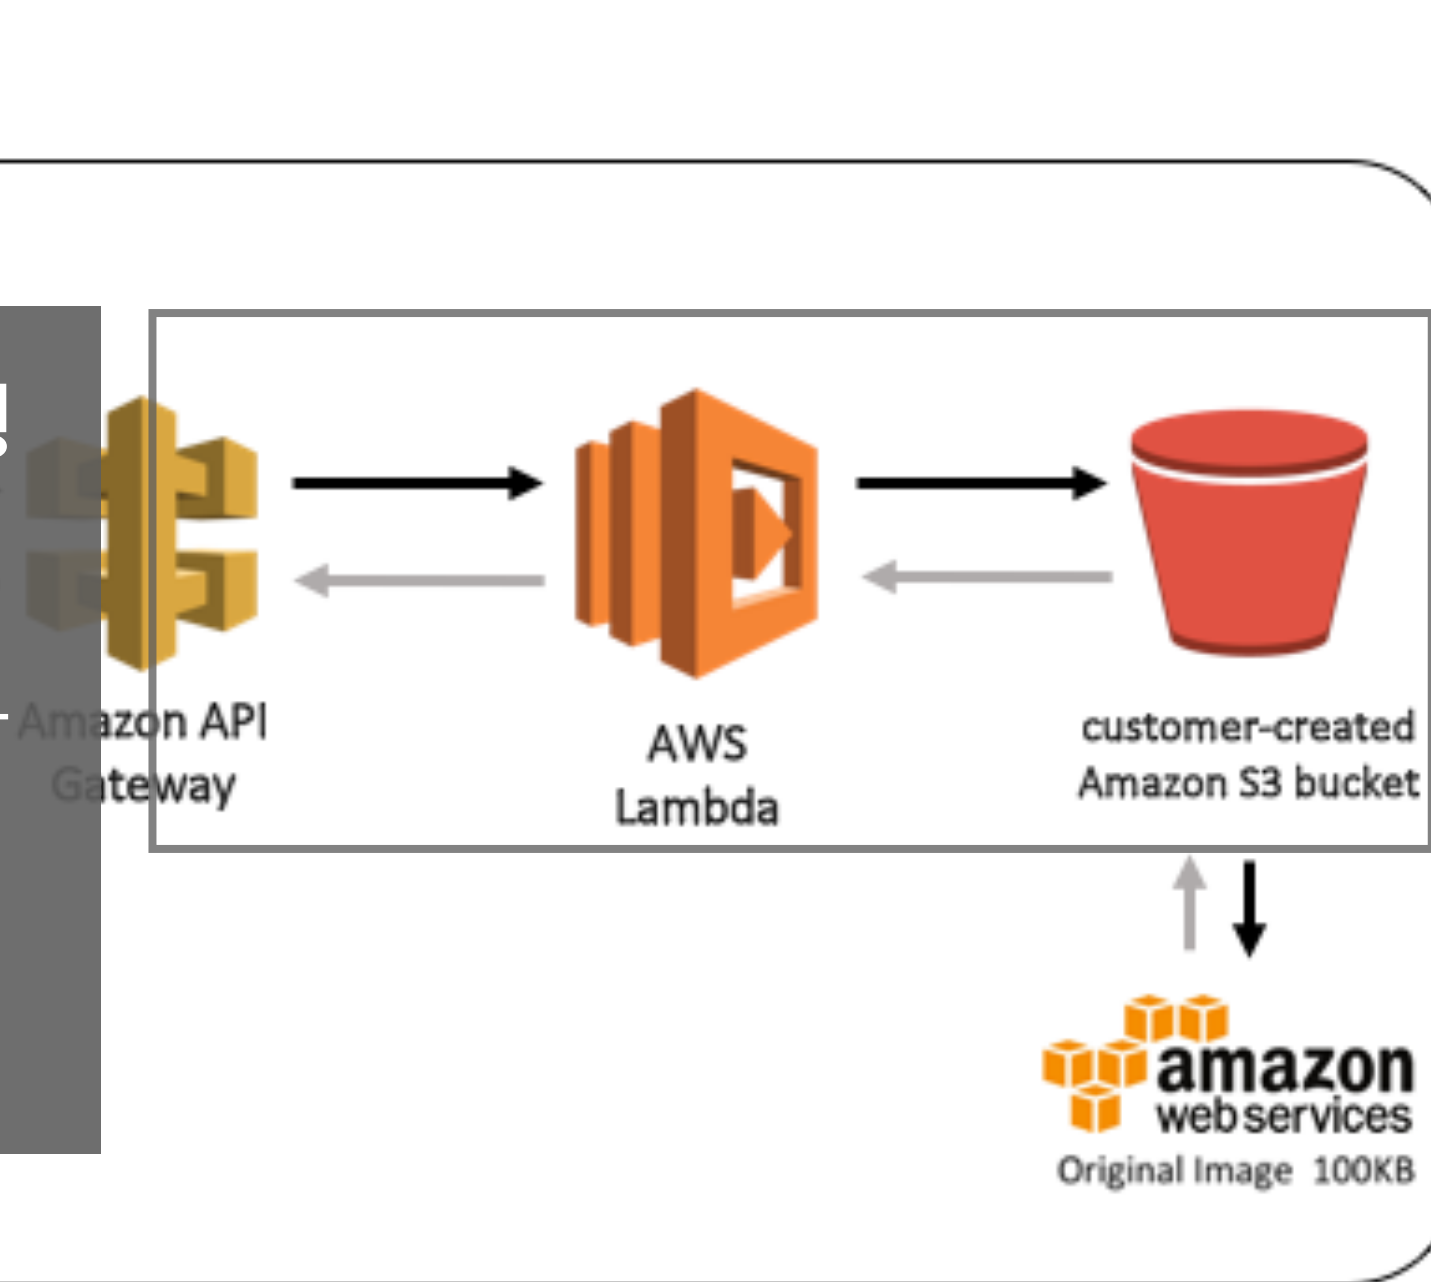 !
Amazon API
Gateway
AWS
Lambda
customer-created
Amazon S3 bucket
amazon
web services
Original Image 100KB